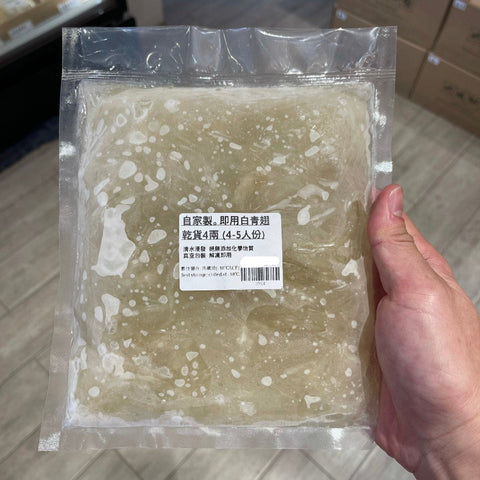 自家製。即用白青翅
乾貨4兩 (4-5人份)
清水浸發 絕無添加化學物質
真空包裝 解凍即用